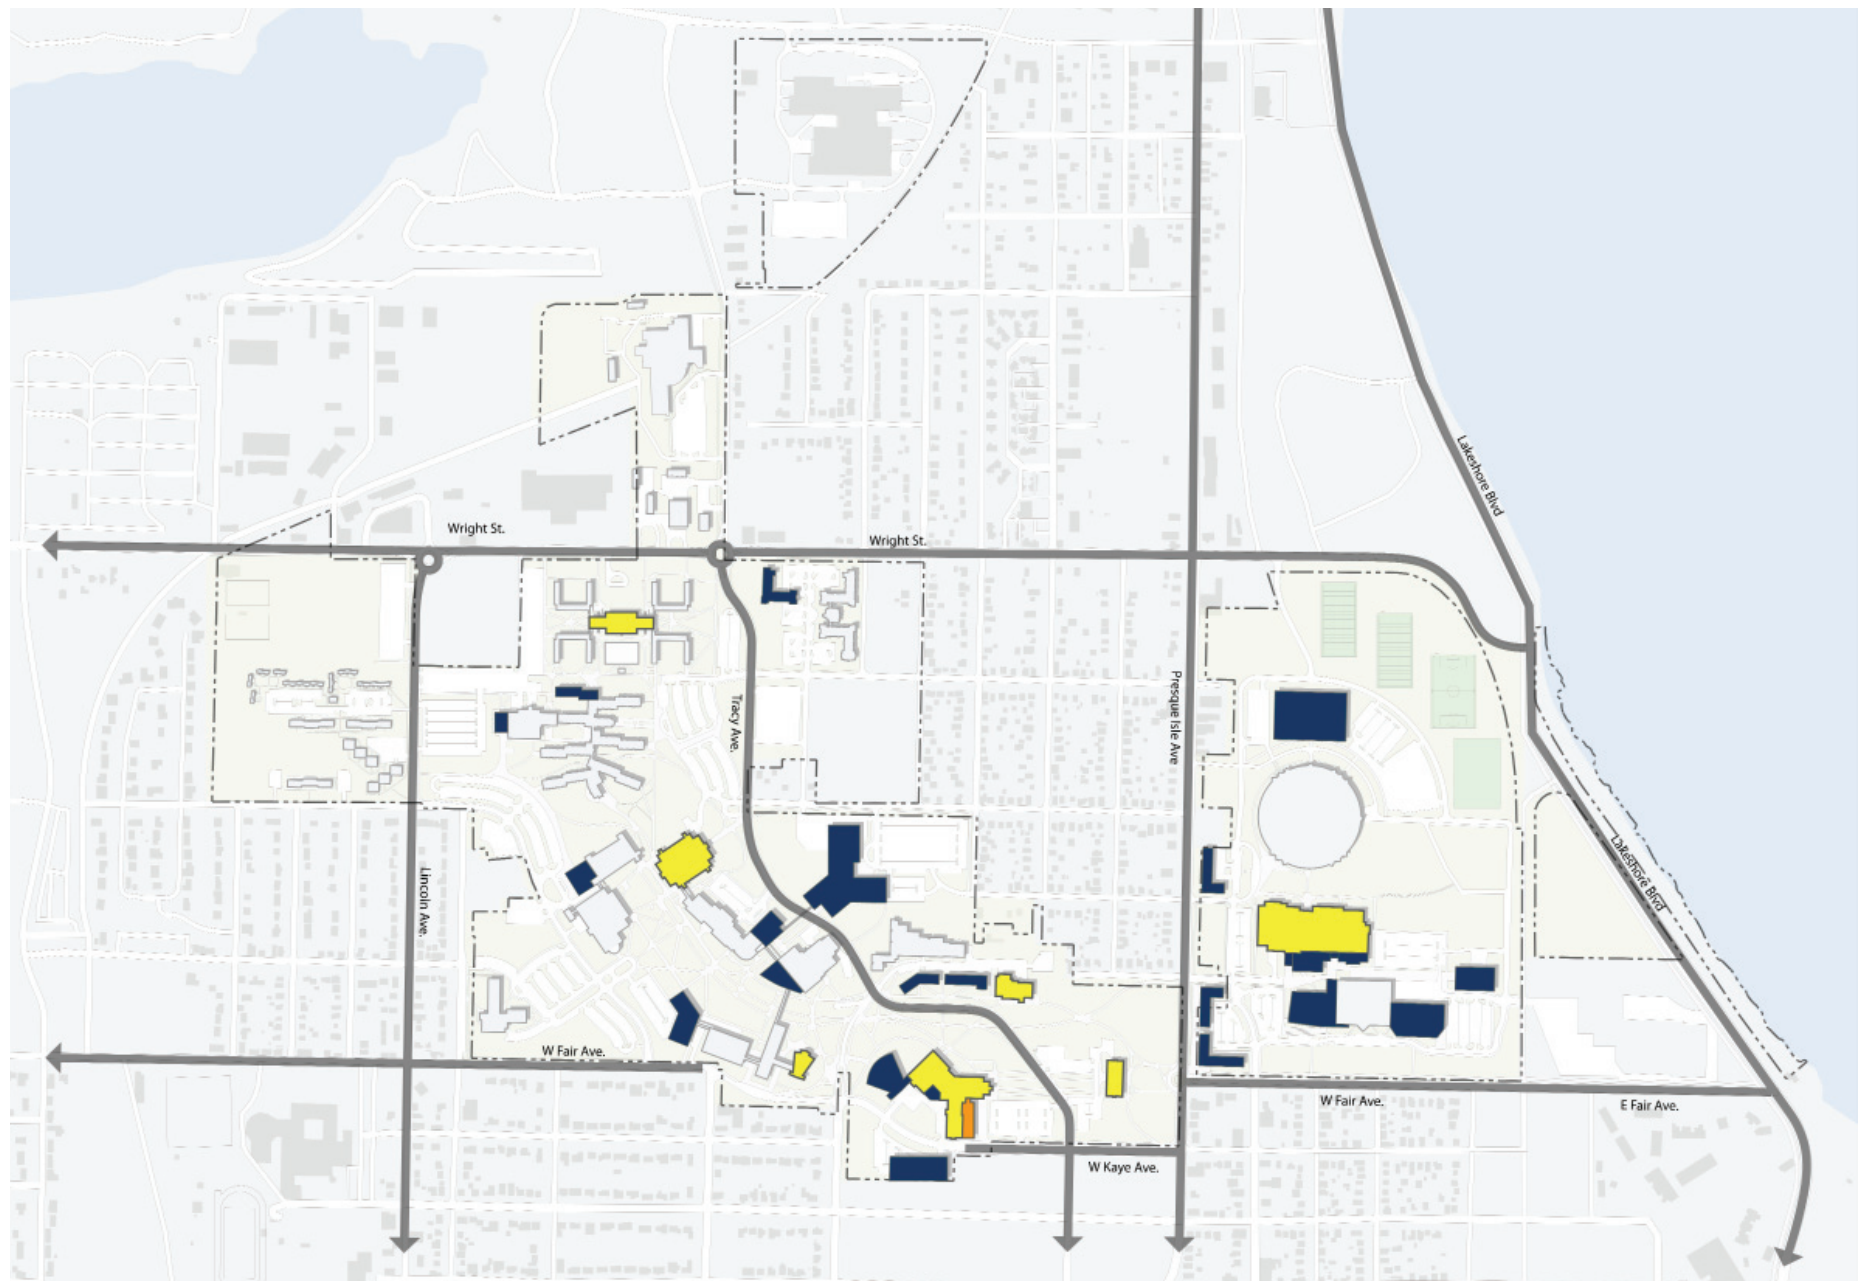 Lakeshore Blvd
Wright St.
Wright St.
Tracy Ave.
Presque Isle Ave
Lincoln Ave.
Lakeshore Blvd
W Fair Ave.
W Fair Ave.
E Fair Ave.
W Kaye Ave.